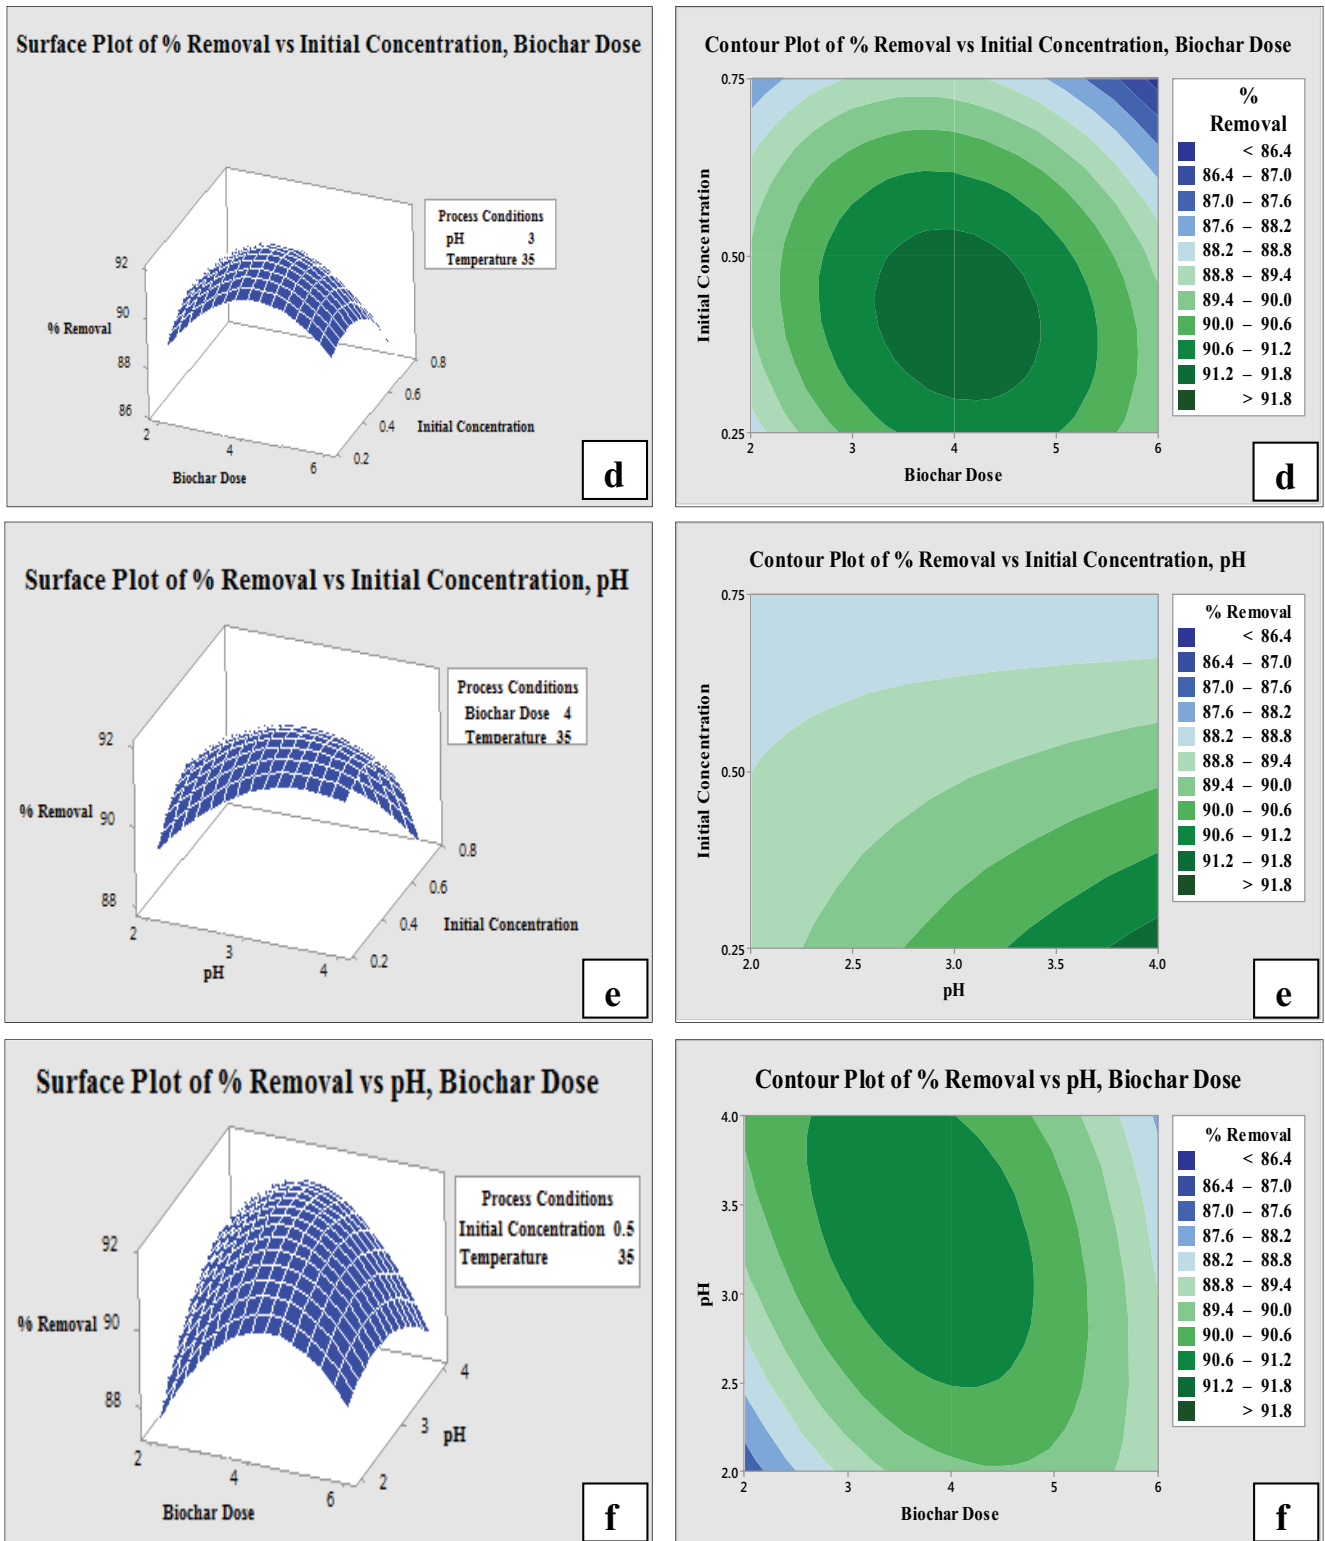 Surface Plot of % Removal vs Initial Concentration, Biochar Dose
Process Conditions
pH 3
Temperature 35
92
90
88
86
% Removal
2
4
6
Biochar Dose
0.2
0.4
0.6
0.8
Initial Concentration
d
Contour Plot of % Removal vs Initial Concentration, Biochar Dose
0.75
0.50
0.25
Initial Concentration
2
3
4
5
6
Biochar Dose
%
Removal
< 86.4
86.4 – 87.0
87.0 – 87.6
87.6 – 88.2
88.2 – 88.8
88.8 – 89.4
89.4 – 90.0
90.0 – 90.6
90.6 – 91.2
91.2 – 91.8
> 91.8
d
Surface Plot of % Removal vs Initial Concentration, pH
Process Conditions
Biochar Dose 4
Temperature 35
92
90
88
% Removal
2
3
4
pH
0.2
0.4
0.6
0.8
Initial Concentration
e
Contour Plot of % Removal vs Initial Concentration, pH
0.75
0.50
0.25
Initial Concentration
2.0
2.5
3.0
3.5
4.0
pH
% Removal
< 86.4
86.4 – 87.0
87.0 – 87.6
87.6 – 88.2
88.2 – 88.8
88.8 – 89.4
89.4 – 90.0
90.0 – 90.6
90.6 – 91.2
91.2 – 91.8
> 91.8
e
Surface Plot of % Removal vs pH, Biochar Dose
Process Conditions
Initial Concentration 0.5
Temperature 35
92
90
88
% Removal
2
4
6
Biochar Dose
2
3
4
pH
f
Contour Plot of % Removal vs pH, Biochar Dose
4.0
3.5
3.0
2.5
2.0
pH
2
3
4
5
6
Biochar Dose
% Removal
< 86.4
86.4 – 87.0
87.0 – 87.6
87.6 – 88.2
88.2 – 88.8
88.8 – 89.4
89.4 – 90.0
90.0 – 90.6
90.6 – 91.2
91.2 – 91.8
> 91.8
f